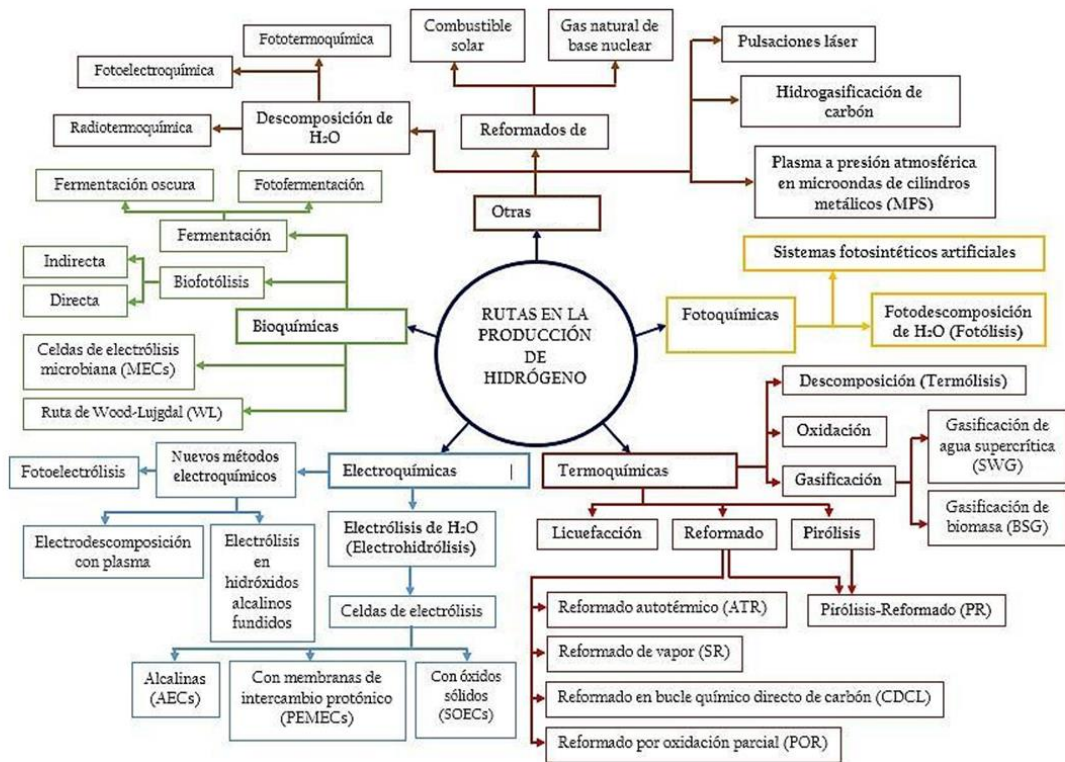 Fototermoquímica
Combustible
solar
Gas natural de
base nuclear
Pulsaciones láser
Fotoelectroquímica
Hidrogasificación de
carbón
Radiotermoquímica
Descomposición de
H₂O
Reformados de
Plasma a presión atmosférica
en microondas de cilindros
metálicos (MPS)
Fermentación oscura
Fotofermentación
Otras
Fermentación
Sistemas fotosintéticos artificiales
Indirecta
Biofotólisis
Directa
Bioquímicas
RUTAS EN LA
PRODUCCIÓN
DE
HIDRÓGENO
Fotoquímicas
Fotodescomposición
de H₂O (Fotólisis)
Celdas de electrólisis
microbiana (MECs)
Ruta de Wood-Lujgdal (WL)
Descomposición (Termólisis)
Oxidación
Gasificación de
agua supercrítica
(SWG)
Fotoelectrólisis
Nuevos métodos
electroquímicos
Electroquímicas
Termoquímicas
Gasificación
Gasificación de
biomasa (BSG)
Electrodescomposición
con plasma
Electrólisis
en
hidróxidos
alcalinos
fundidos
Electrólisis de H₂O
(Electrohidrólisis)
Licuefacción
Reformado
Pirólisis
Celdas de electrólisis
Reformado autotérmico (ATR)
Pirólisis-Reformado (PR)
Reformado de vapor (SR)
Alcalinas
(AECs)
Con membranas de
intercambio protónico
(PEMECs)
Con óxidos
sólidos
(SOECs)
Reformado en bucle químico directo de carbón (CDCL)
Reformado por oxidación parcial (POR)